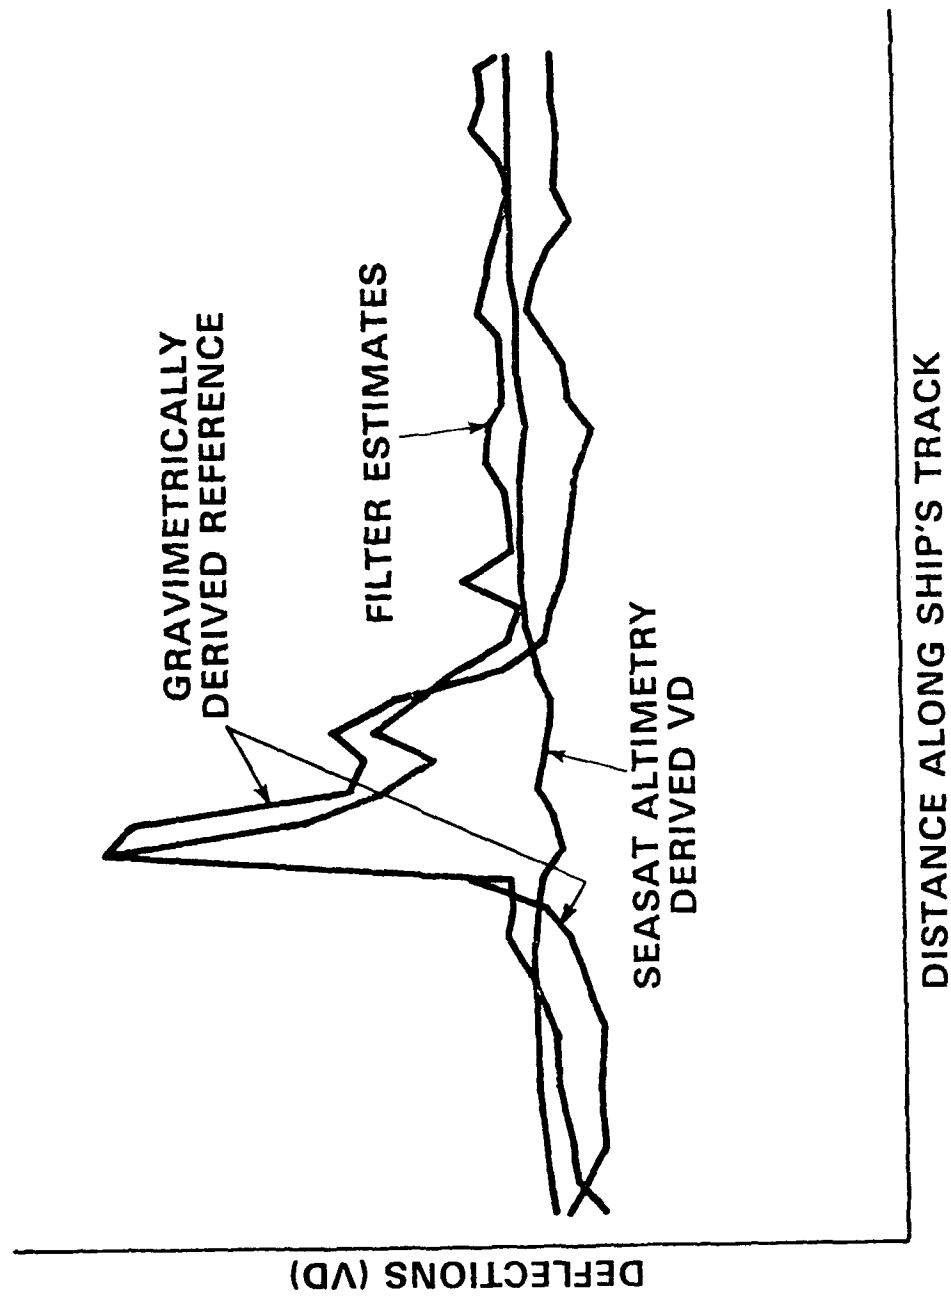 GRAVIMETRICALLY
DERIVED REFERENCE
FILTER ESTIMATES
SEASAT ALTIMETRY
DERIVED VD
DEFLECTIONS (VD)
DISTANCE ALONG SHIP'S TRACK